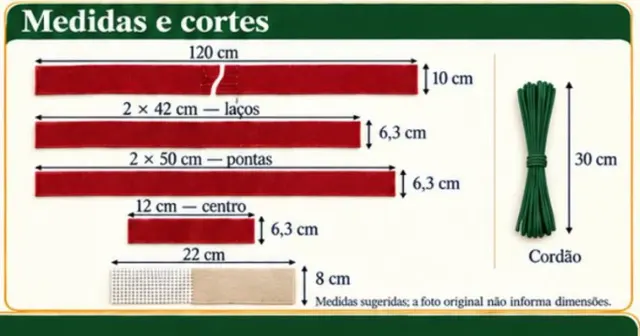 Medidas e cortes
120 cm
10 cm
2 × 42 cm — laços
6,3 cm
2 × 50 cm — pontas
6,3 cm
12 cm — centro
6,3 cm
22 cm
8 cm
30 cm
Cordão
Medidas sugeridas; a foto original não informa dimensões.